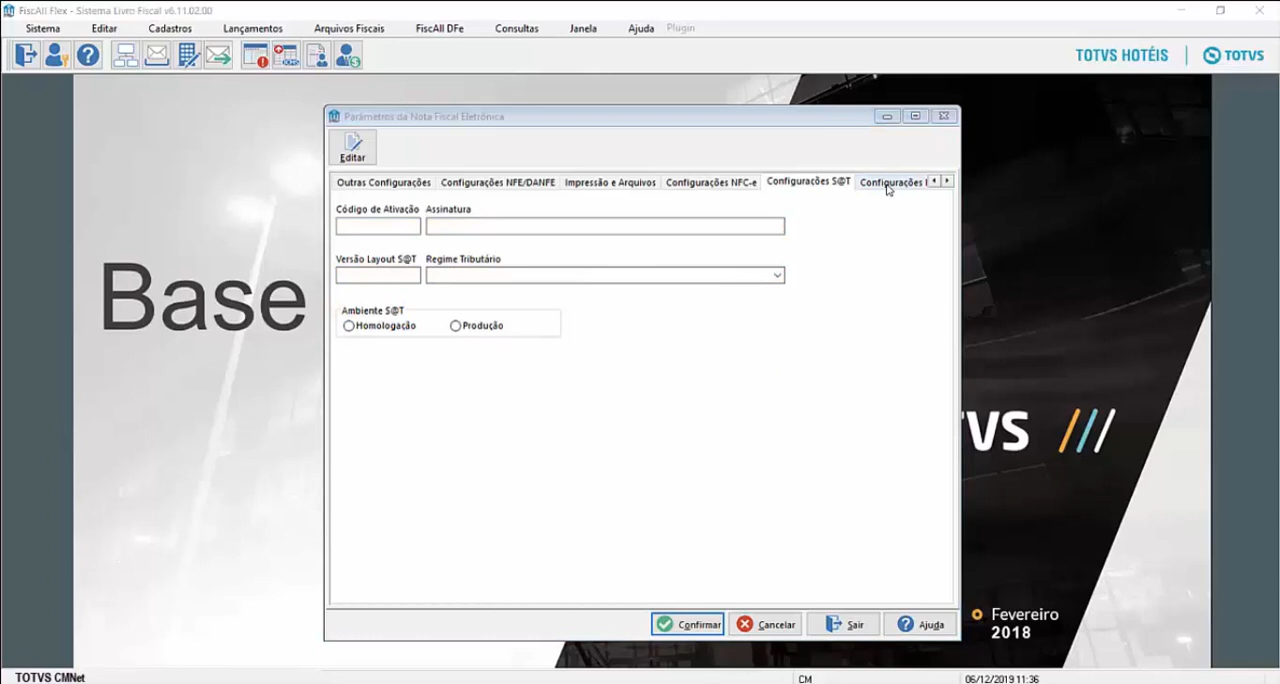 FiscAll Flex - Sistema Livro Fiscal v6.11.02.00
Sistema Editar Cadastros Lançamentos Arquivos Fiscais FiscAll DFe Consultas Janela Ajuda Plugin
TOTVS HOTÉIS TOTVS
Parâmetros da Nota Fiscal Eletrônica
Editar
Outras Configurações Configurações NFE/DANFE Impressão e Arquivos Configurações NFC-e Configurações S@T Configurações
Código de Ativação Assinatura
Versão Layout S@T Regime Tributário
Ambiente S@T
Homologação Produção
Base
TVS
Confirmar Cancelar Sair Ajuda
Fevereiro
2018
TOTVS CMNet CM 06/12/2019 11:36